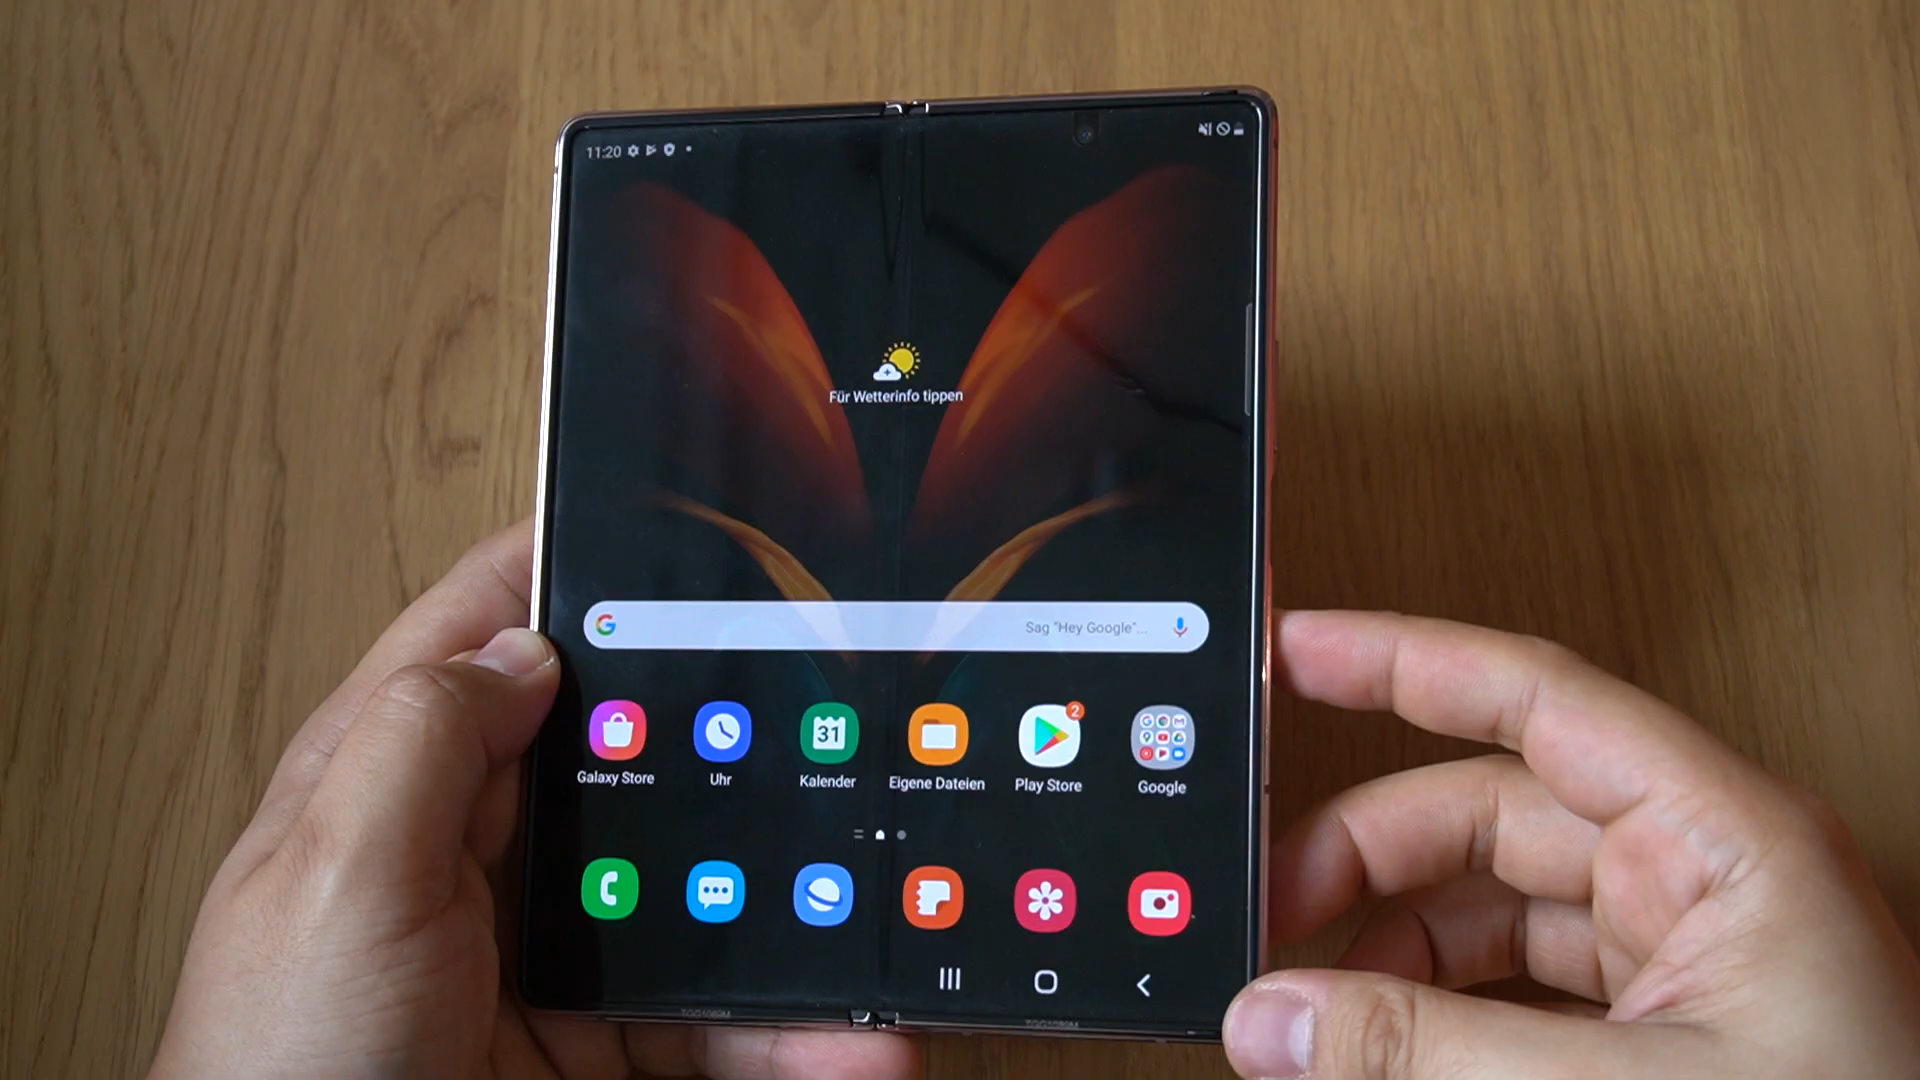 11:20
Für Wetterinfo tippen
Sag "Hey Google"...
31
2
Galaxy Store
Uhr
Kalender
Eigene Dateien
Play Store
Google